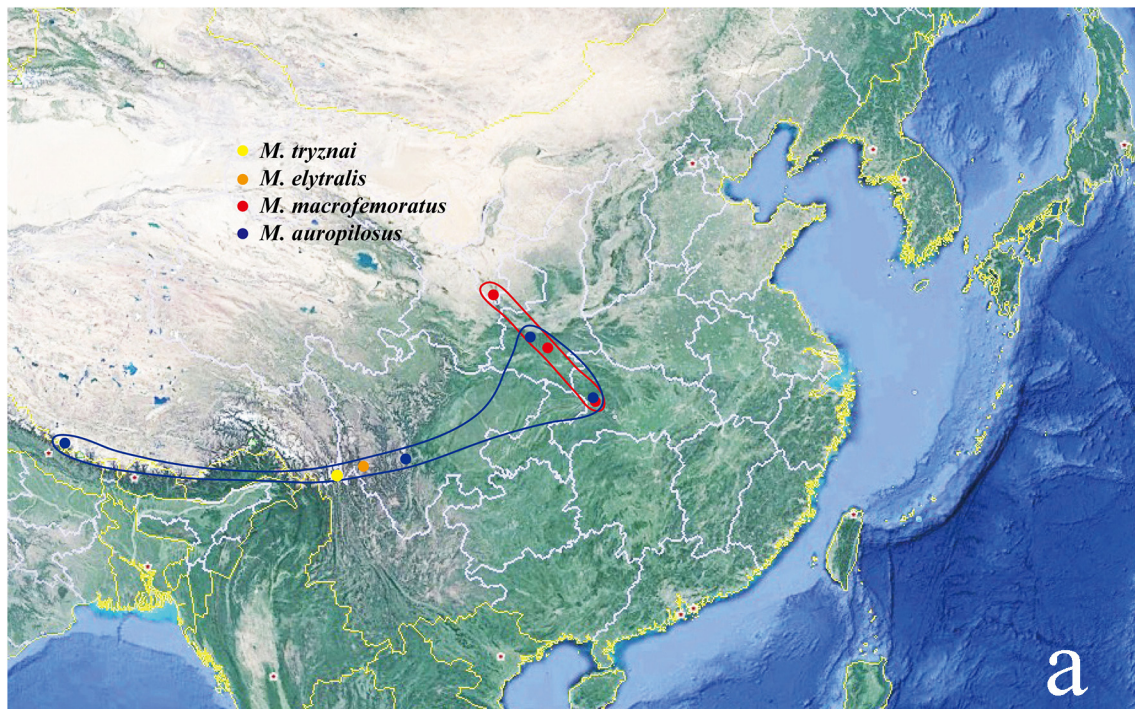 M. tryznai
M. elytralis
M. macrofemoratus
M. auropilosus
a